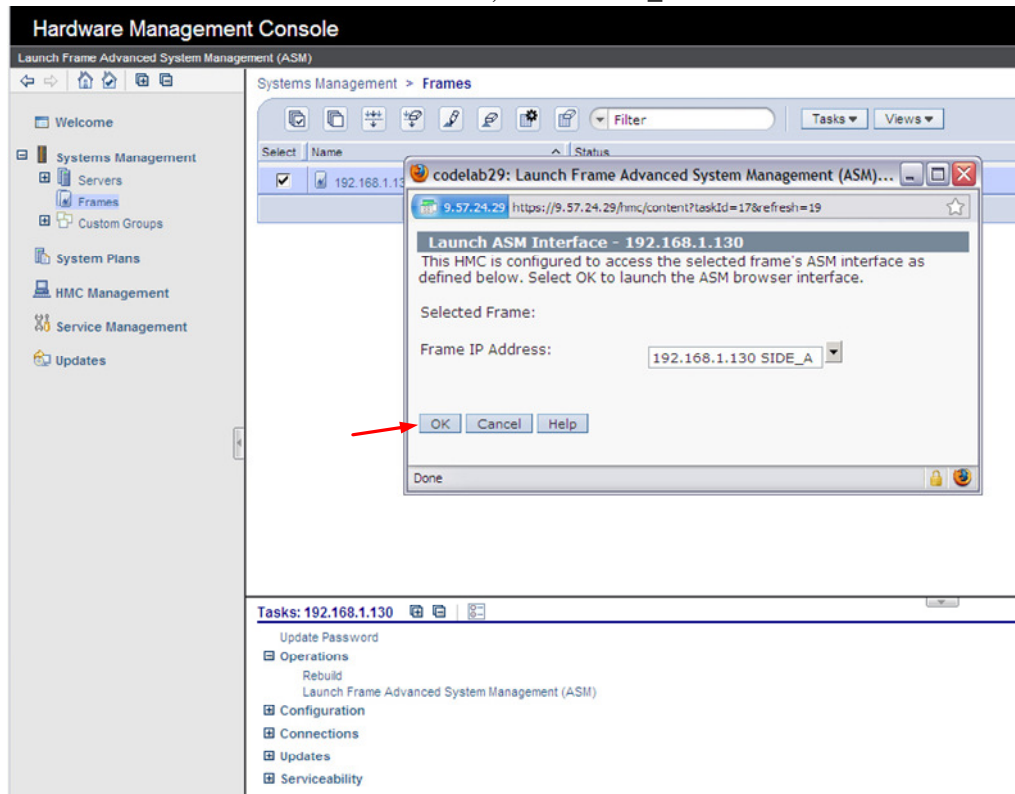 Hardware Management Console
Launch Frame Advanced System Management (ASM)
Systems Management > Frames
Filter
Tasks
Views
Welcome
Systems Management
Servers
Frames
Custom Groups
System Plans
HMC Management
Service Management
Updates
Select Name Status
192.168.1.13
codelab29: Launch Frame Advanced System Management (ASM)...
9.57.24.29 https://9.57.24.29/hmc/content?taskId=17&refresh=19
Launch ASM Interface - 192.168.1.130
This HMC is configured to access the selected frame's ASM interface as
defined below. Select OK to launch the ASM browser interface.
Selected Frame:
Frame IP Address:
192.168.1.130 SIDE_A
OK Cancel Help
Done
Tasks: 192.168.1.130
Update Password
Operations
Rebuild
Launch Frame Advanced System Management (ASM)
Configuration
Connections
Updates
Serviceability